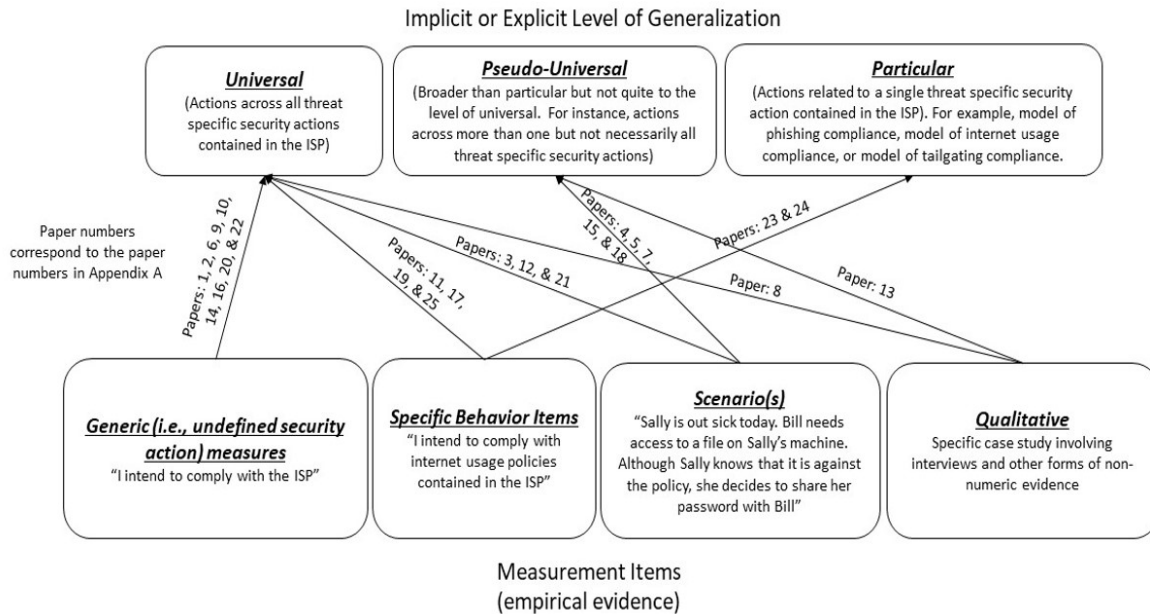 Implicit or Explicit Level of Generalization
Universal
(Actions across all threat
specific security actions
contained in the ISP)
Pseudo-Universal
(Broader than particular but not quite to the
level of universal. For instance, actions
across more than one but not necessarily all
threat specific security actions)
Particular
(Actions related to a single threat specific security
action contained in the ISP). For example, model of
phishing compliance, model of internet usage
compliance, or model of tailgating compliance.
Paper numbers
correspond to the paper
numbers in Appendix A
Papers: 1, 2, 6, 9, 10,
14, 16, 20, & 22
Papers: 11, 17,
19, & 25
Papers: 3, 12, & 21
Papers: 4, 5, 7,
15, & 18
Papers: 23 & 24
Paper: 8
Paper: 13
Generic (i.e., undefined security
action) measures
“I intend to comply with the ISP”
Specific Behavior Items
“I intend to comply with
internet usage policies
contained in the ISP”
Scenario(s)
“Sally is out sick today. Bill needs
access to a file on Sally’s machine.
Although Sally knows that it is against
the policy, she decides to share her
password with Bill”
Qualitative
Specific case study involving
interviews and other forms of non-
numeric evidence
Measurement Items
(empirical evidence)